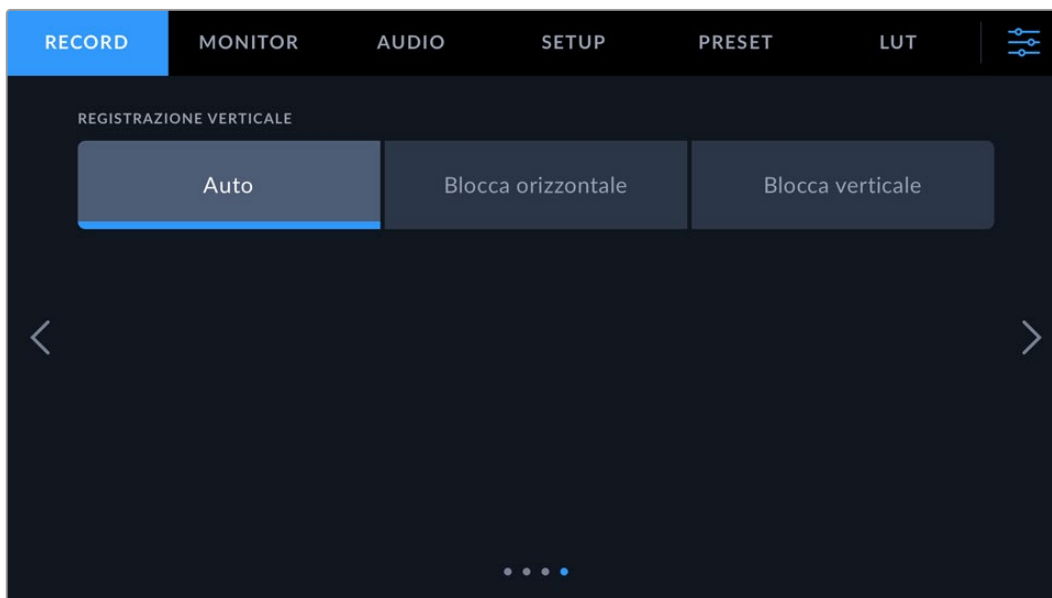 RECORD MONITOR AUDIO SETUP PRESET LUT
REGISTRAZIONE VERTICALE
Auto Blocca orizzontale Blocca verticale